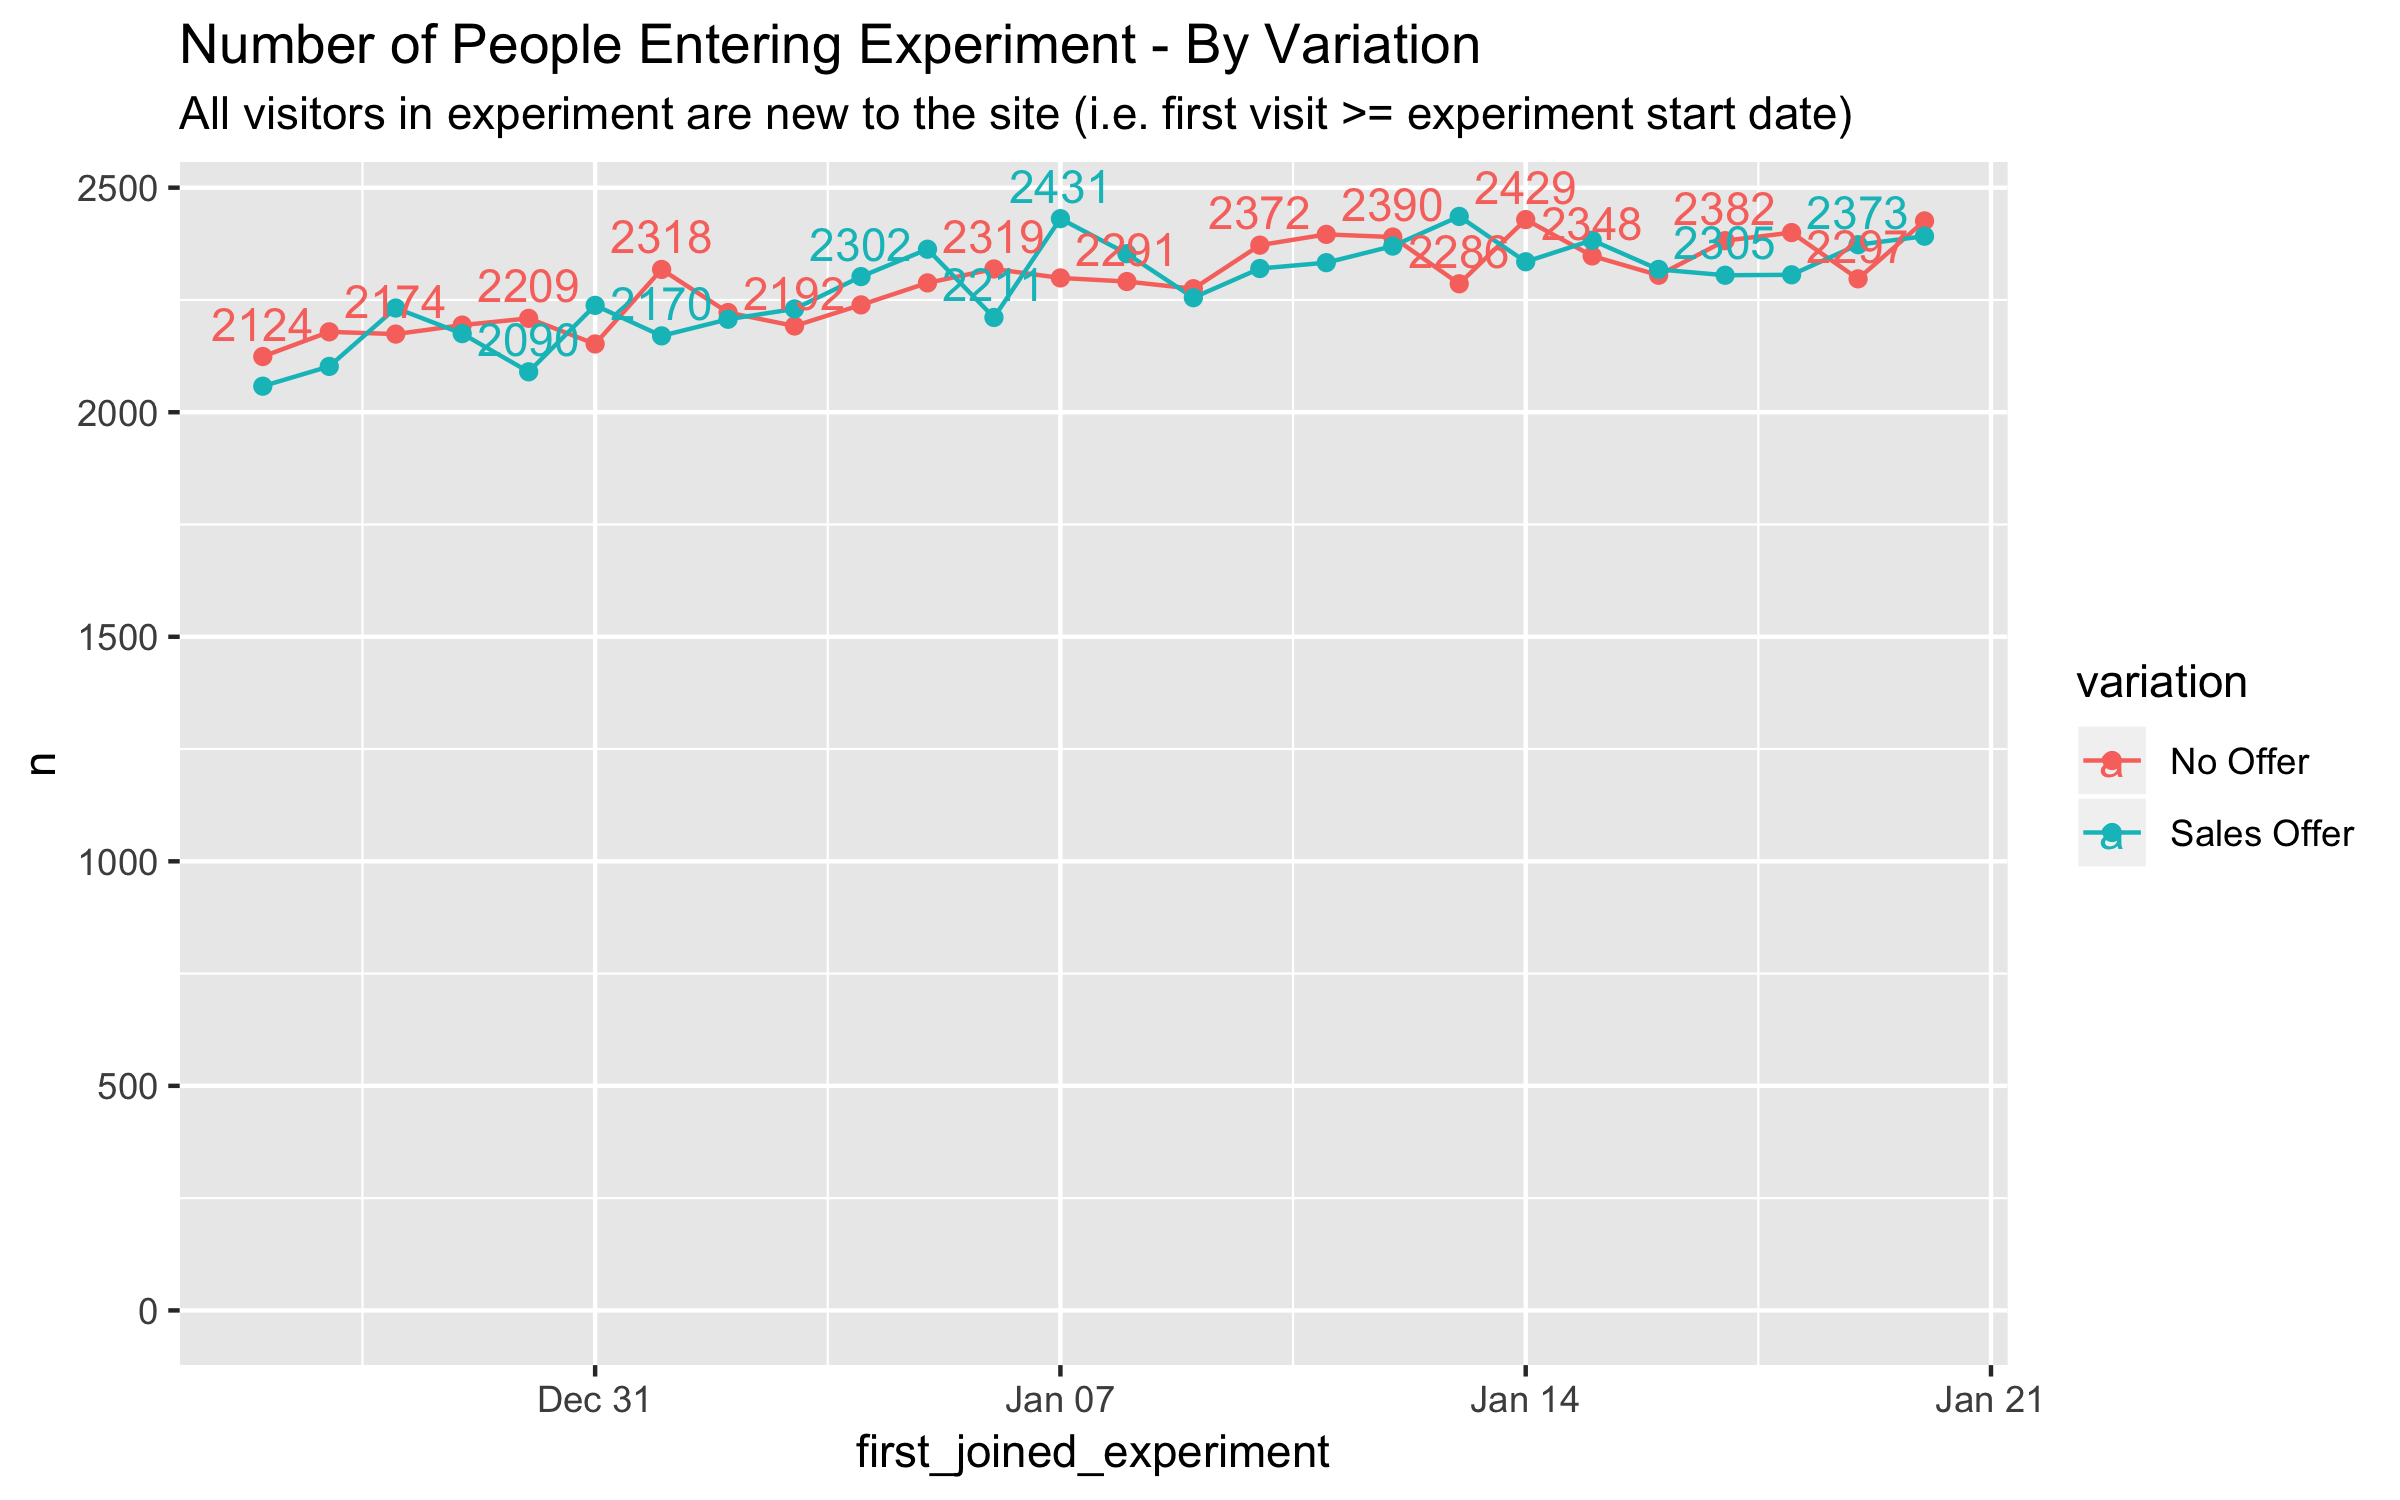 Number of People Entering Experiment - By Variation
All visitors in experiment are new to the site (i.e. first visit >= experiment start date)
2500
2000
1500
1000
500
0
n
2124
2174
2209
2090
2318
2170
2192
2302
2319
2211
2431
2291
2372
2390
2286
2429
2348
2382
2305
2373
2297
Dec 31
Jan 07
Jan 14
Jan 21
first_joined_experiment
variation
a No Offer
a Sales Offer